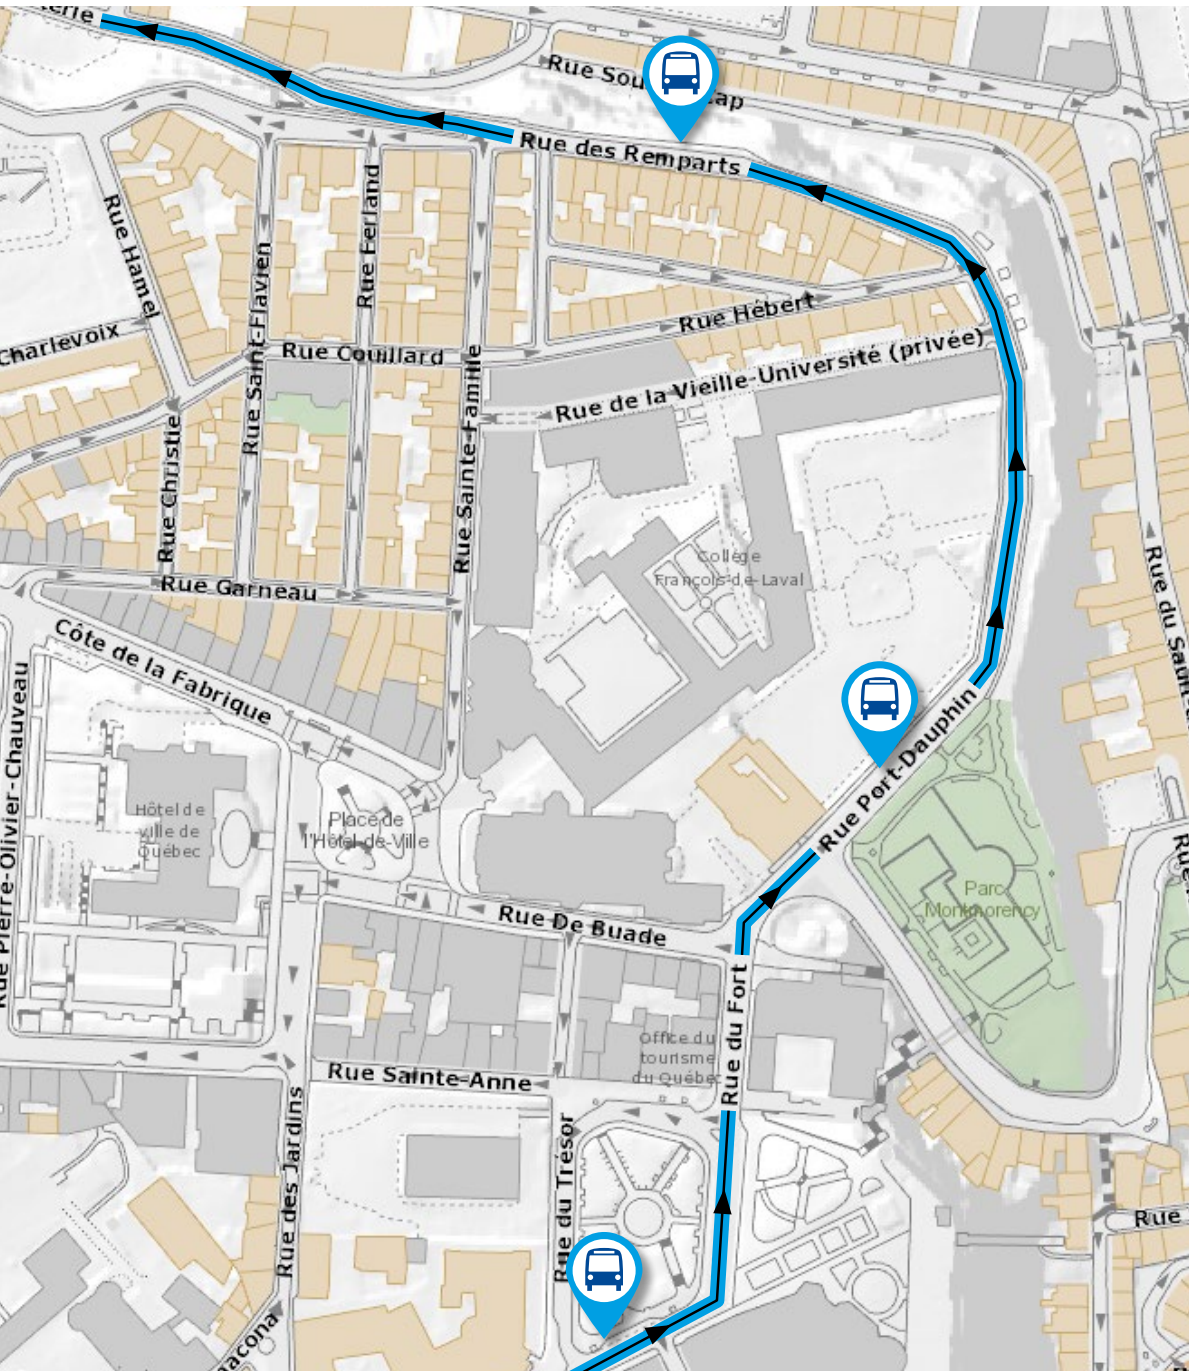 Rue des Remparts
Rue Hamel
Rue Ferland
Rue Saint-Flavien
Rue Hébert
Charlevoix
Rue Couillard
Rue de la Vieille-Université (privée)
Rue Sainte-Famille
Rue Christie
Collège
François-de-Laval
Rue Garneau
Rue du
Côte de la Fabrique
Rue Pierre-Olivier-Chauveau
Rue Port-Dauphin
Hôtel de
ville de
Québec
Place de
l'Hôtel-de-Ville
Parc
Montmorency
Rue De Buade
Rue du Fort
Office du
tourisme
du Québec
Rue Sainte-Anne
Rue des Jardins
Rue du Trésor
Rue